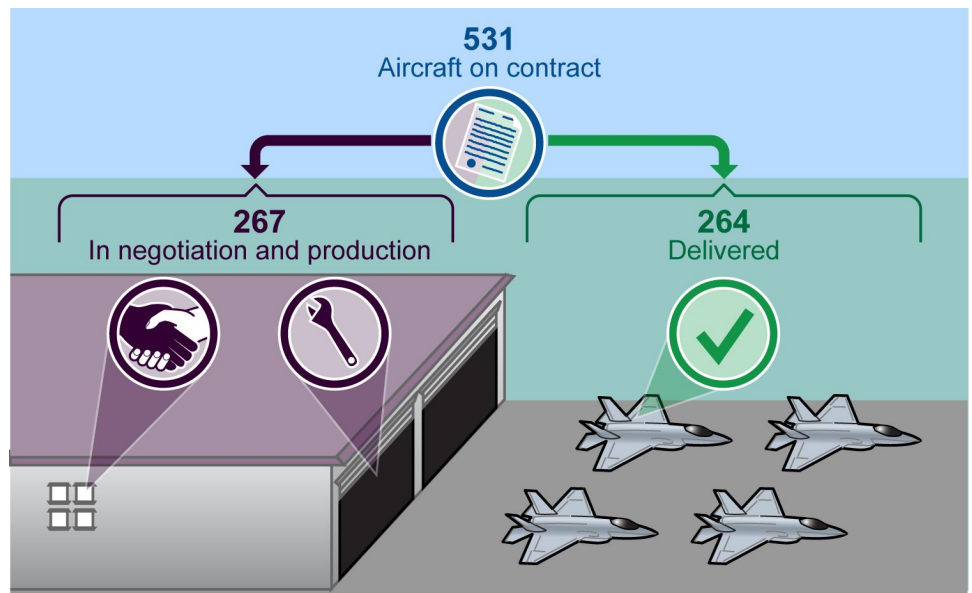 531
Aircraft on contract
267
In negotiation and production
264
Delivered